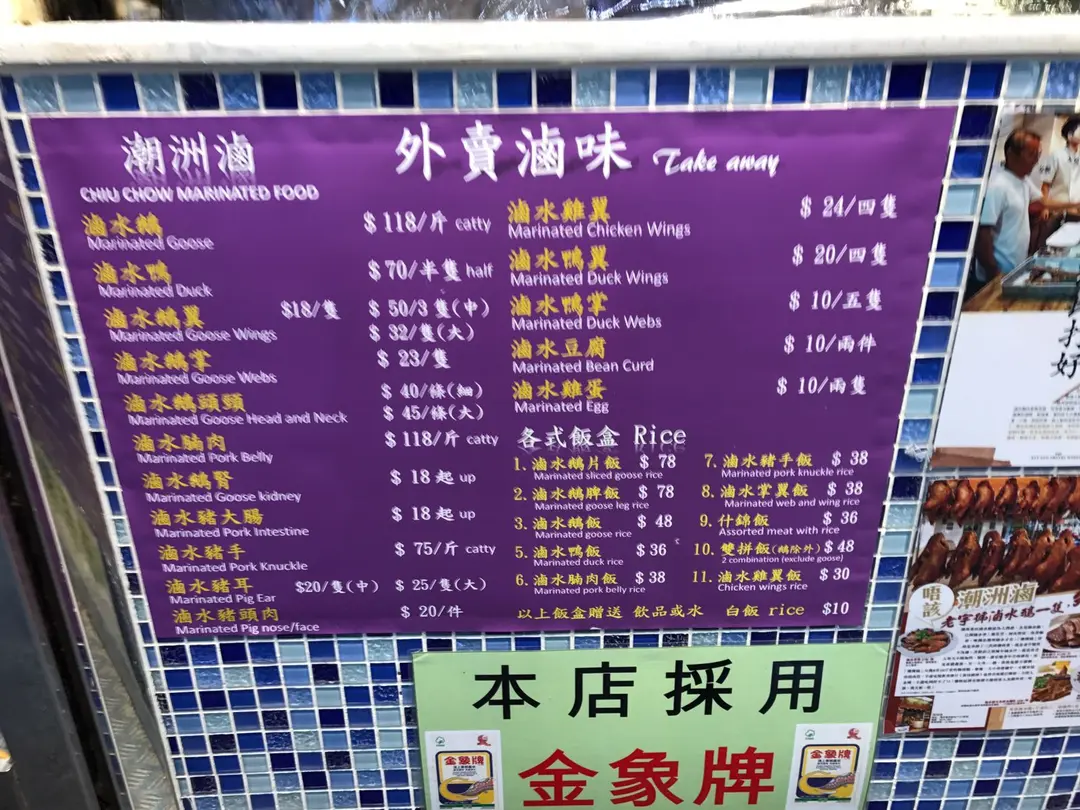 潮洲滷
外賣滷味 Take away
CHIU CHOW MARINATED FOOD
滷水鵝 $118/斤 catty
Marinated Goose
滷水鴨 $70/半隻 half
Marinated Duck
滷水鵝翼 $18/隻 $50/3隻(中)
Marinated Goose Wings $32/隻(大)
滷水鵝掌 $23/隻
Marinated Goose Webs
滷水鵝頭頸 $40/條(細)
Marinated Goose Head and Neck $45/條(大)
滷水腩肉 $118/斤 catty
Marinated Pork Belly
滷水鵝腎 $18起 up
Marinated Goose kidney
滷水豬大腸 $18起 up
Marinated Pork Intestine
滷水豬手 $75/斤 catty
Marinated Pork Knuckle
滷水豬耳 $20/隻(中) $25/隻(大)
Marinated Pig Ear
滷水豬頭肉 $20/件
Marinated Pig nose/face
滷水雞翼 $24/四隻
Marinated Chicken Wings
滷水鴨翼 $20/四隻
Marinated Duck Wings
滷水鴨掌 $10/五隻
Marinated Duck Webs
滷水豆腐 $10/兩件
Marinated Bean Curd
滷水雞蛋 $10/兩隻
Marinated Egg
各式飯盒 Rice
1. 滷水鵝片飯 $78
Marinated sliced goose rice
2. 滷水鵝脾飯 $78
Marinated goose leg rice
3. 滷水鵝飯 $48
Marinated goose rice
5. 滷水鴨飯 $36
Marinated duck rice
6. 滷水腩肉飯 $38
Marinated pork belly rice
7. 滷水豬手飯 $38
Marinated pork knuckle rice
8. 滷水掌翼飯 $38
Marinated web and wing rice
9. 什錦飯 $36
Assorted meat with rice
10. 雙拼飯(鵝除外) $48
2 combination (exclude goose)
11. 滷水雞翼飯 $30
Chicken wings rice
以上飯盒贈送 飲品或水 白飯 rice $10
本店採用
金象牌
金象牌
金象牌
打
好
唔該
潮洲滷